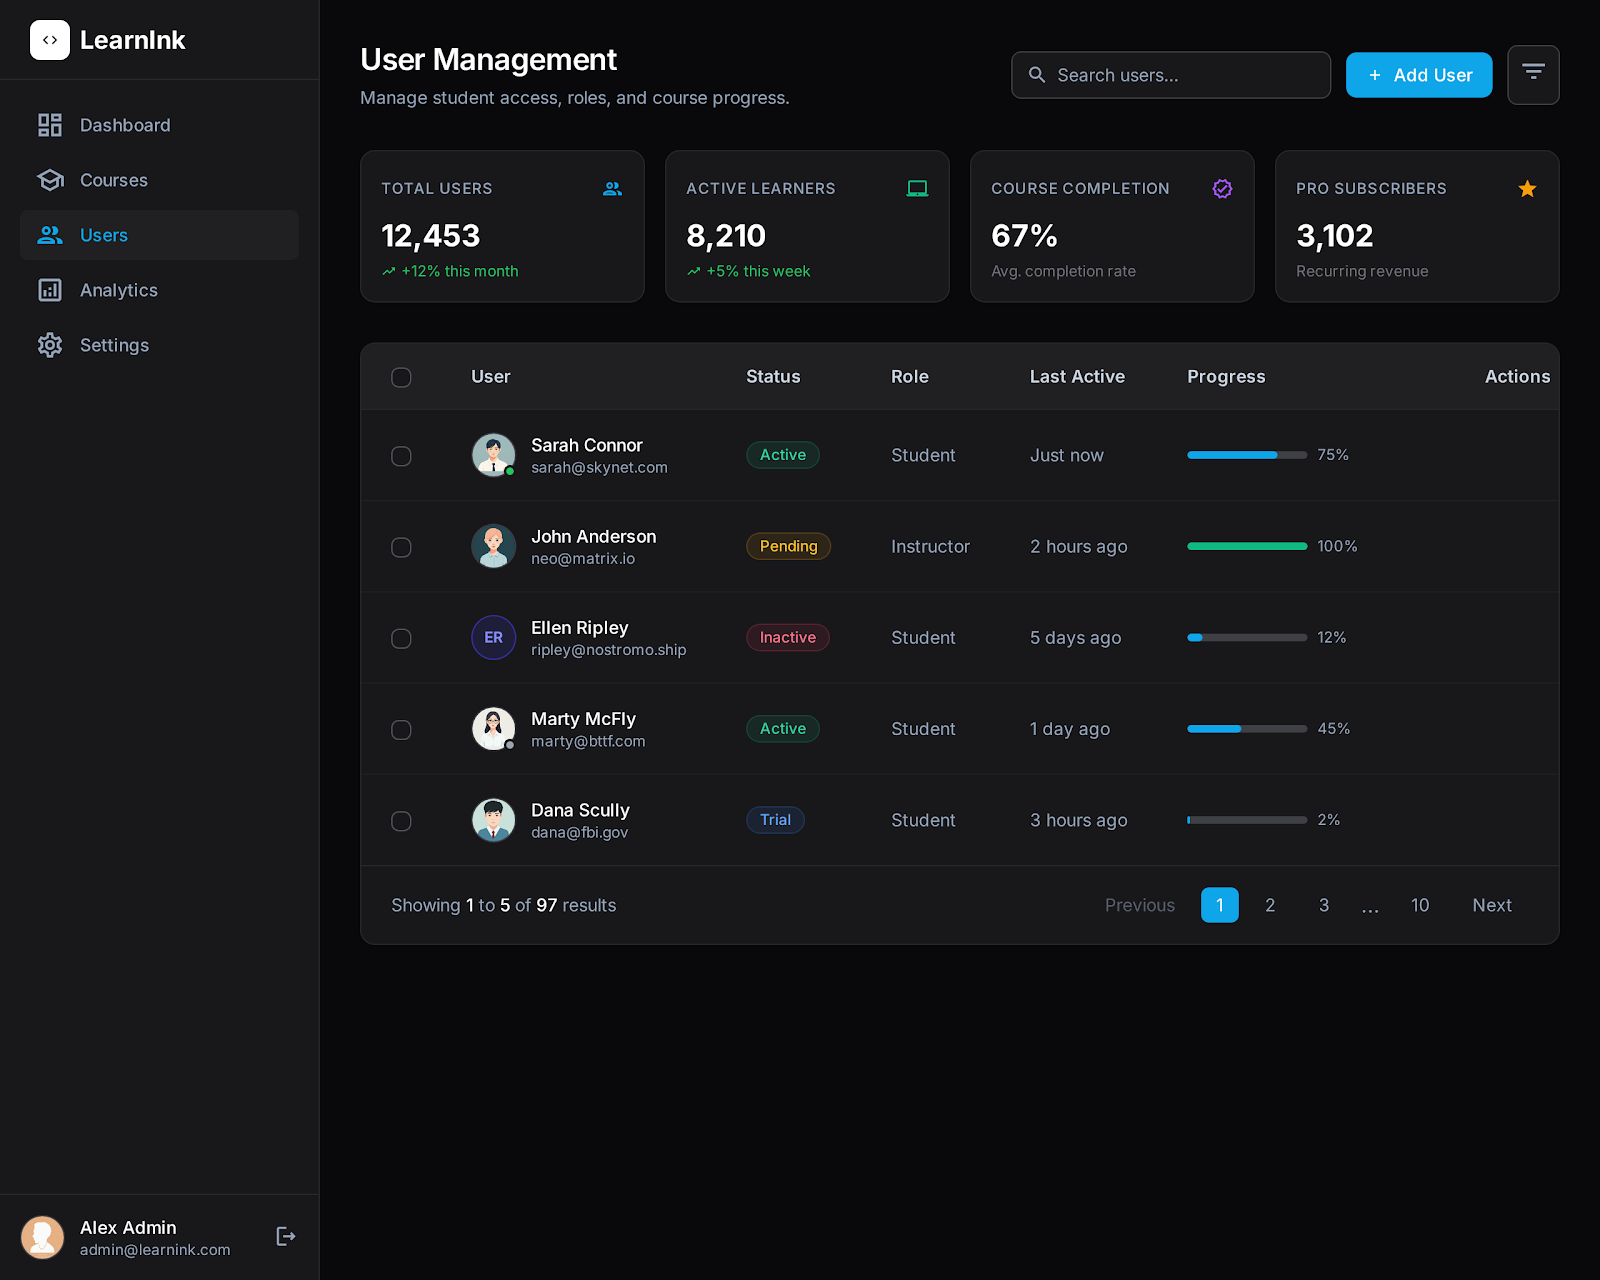 LearnInk
Dashboard
Courses
Users
Analytics
Settings
Alex Admin
admin@learnink.com
User Management
Manage student access, roles, and course progress.
Search users...
+ Add User
TOTAL USERS
12,453
+12% this month
ACTIVE LEARNERS
8,210
+5% this week
COURSE COMPLETION
67%
Avg. completion rate
PRO SUBSCRIBERS
3,102
Recurring revenue
User Status Role Last Active Progress Actions
Sarah Connor
sarah@skynet.com
Active Student Just now 75%
John Anderson
neo@matrix.io
Pending Instructor 2 hours ago 100%
ER
Ellen Ripley
ripley@nostromo.ship
Inactive Student 5 days ago 12%
Marty McFly
marty@bttf.com
Active Student 1 day ago 45%
Dana Scully
dana@fbi.gov
Trial Student 3 hours ago 2%
Showing 1 to 5 of 97 results
Previous 1 2 3 ... 10 Next